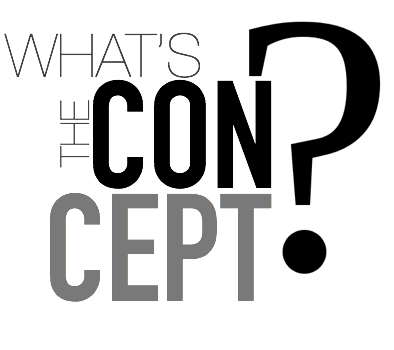 WHAT'S
THE
CON
CEPT
?